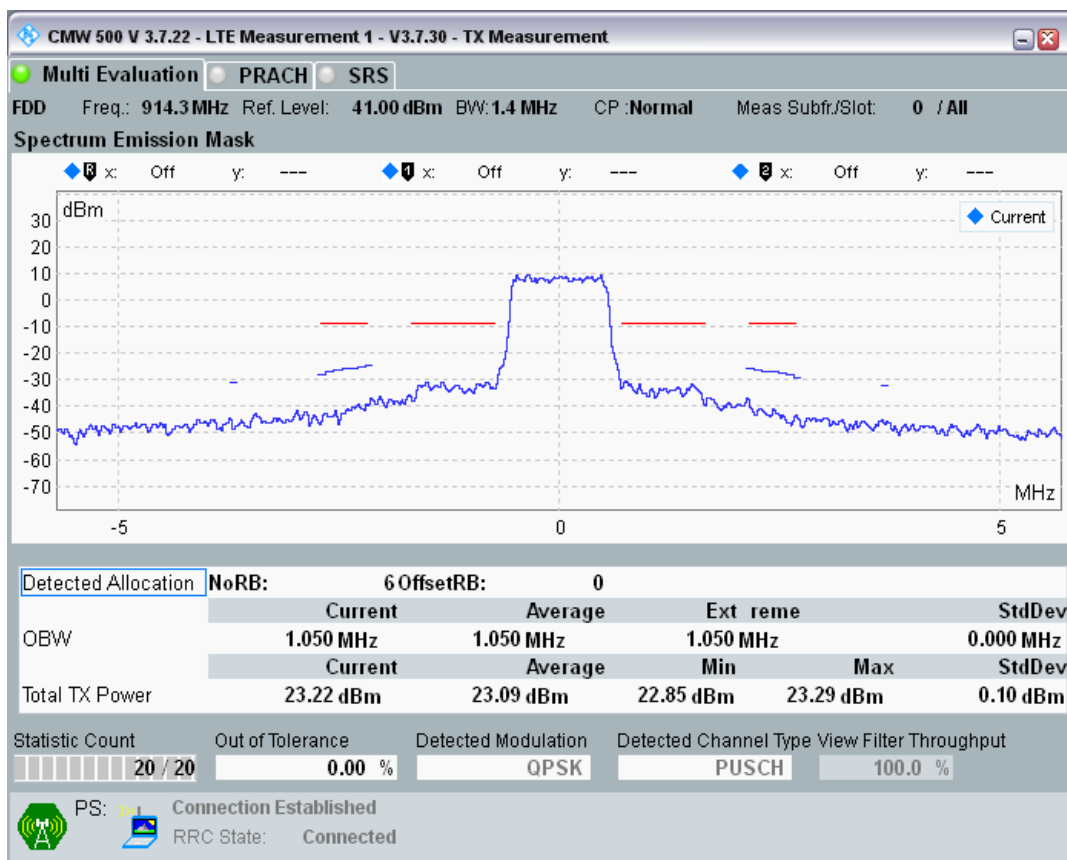 CMW 500 V 3.7.22 - LTE Measurement 1 - V3.7.30 - TX Measurement
Multi Evaluation PRACH SRS
FDD Freq.: 914.3 MHz Ref. Level: 41.00 dBm BW: 1.4 MHz CP :Normal Meas Subfr./Slot: 0 / All
Spectrum Emission Mask
R x: Off y: --- 1 x: Off y: --- 2 x: Off y: ---
dBm
Current
30
20
10
0
-10
-20
-30
-40
-50
-60
-70
MHz
-5 0 5
Detected Allocation NoRB: 6 OffsetRB: 0
Current Average Ext reme StdDev
OBW 1.050 MHz 1.050 MHz 1.050 MHz 0.000 MHz
Current Average Min Max StdDev
Total TX Power 23.22 dBm 23.09 dBm 22.85 dBm 23.29 dBm 0.10 dBm
Statistic Count Out of Tolerance Detected Modulation Detected Channel Type View Filter Throughput
20 / 20 0.00 % QPSK PUSCH 100.0 %
PS: Connection Established
RRC State: Connected